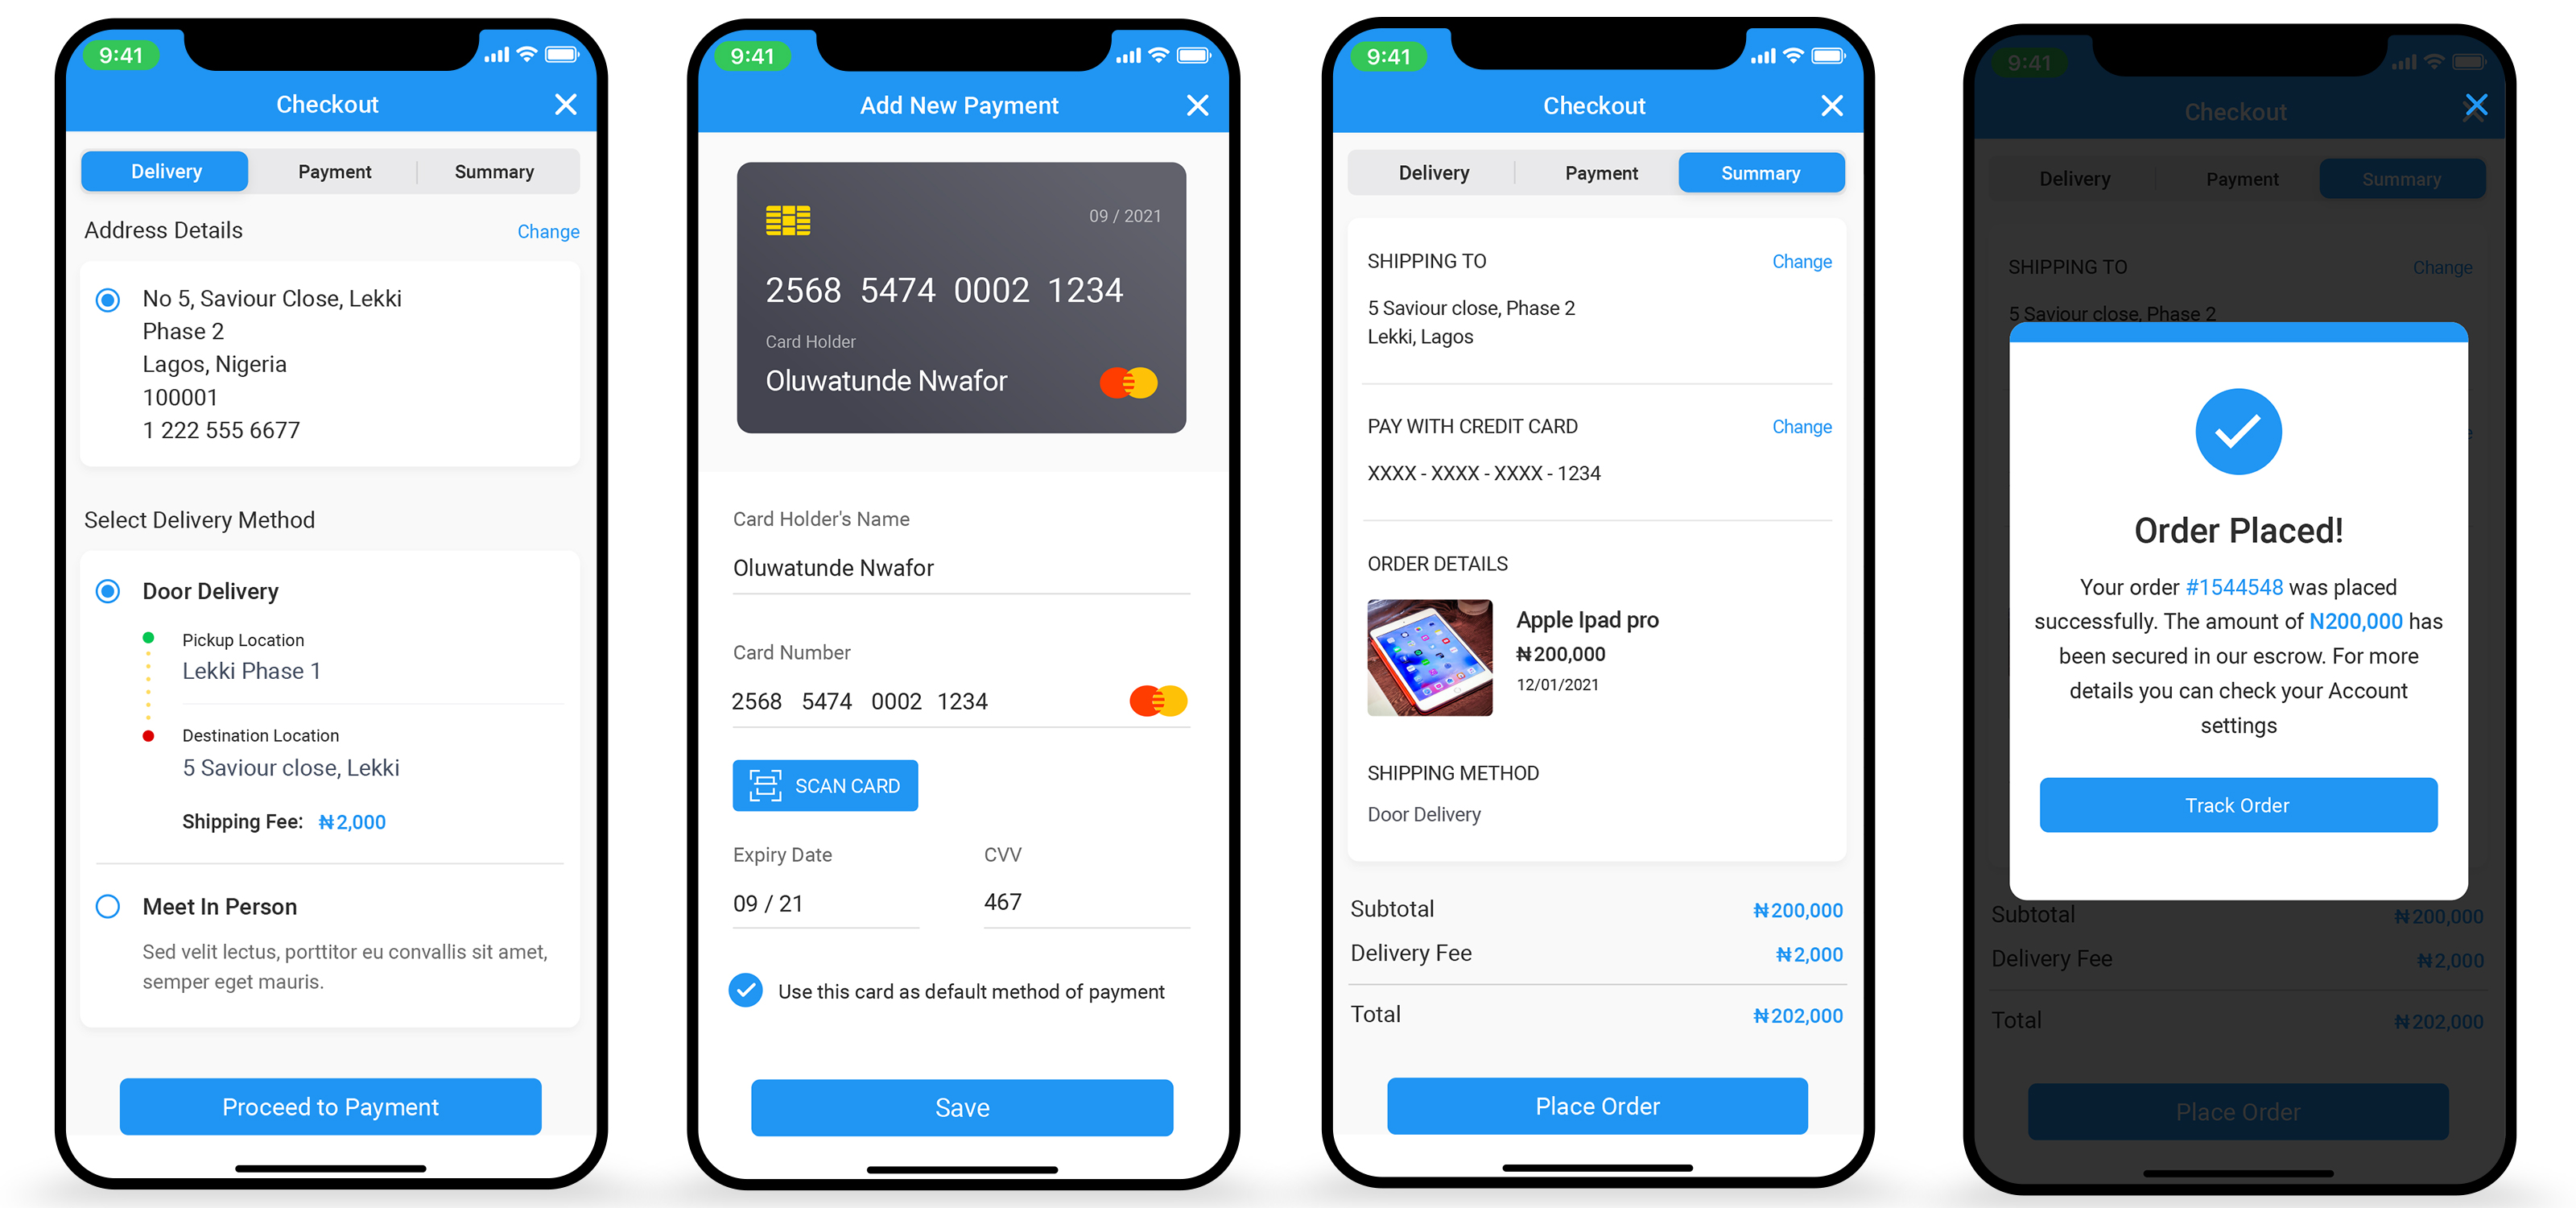 9:41
Checkout
Delivery
Payment
Summary
Address Details
Change
No 5, Saviour Close, Lekki
Phase 2
Lagos, Nigeria
100001
1 222 555 6677
Select Delivery Method
Door Delivery
Pickup Location
Lekki Phase 1
Destination Location
5 Saviour close, Lekki
Shipping Fee: ₦2,000
Meet In Person
Sed velit lectus, porttitor eu convallis sit amet,
semper eget mauris.
Proceed to Payment
9:41
Add New Payment
09 / 2021
2568 5474 0002 1234
Card Holder
Oluwatunde Nwafor
Card Holder's Name
Oluwatunde Nwafor
Card Number
2568 5474 0002 1234
SCAN CARD
Expiry Date
CVV
09 / 21
467
Use this card as default method of payment
Save
9:41
Checkout
Delivery
Payment
Summary
SHIPPING TO
Change
5 Saviour close, Phase 2
Lekki, Lagos
PAY WITH CREDIT CARD
Change
XXXX - XXXX - XXXX - 1234
ORDER DETAILS
Apple Ipad pro
₦200,000
12/01/2021
SHIPPING METHOD
Door Delivery
Subtotal
₦200,000
Delivery Fee
₦2,000
Total
₦202,000
Place Order
9:41
Checkout
Delivery
Payment
Summary
SHIPPING TO
Change
5 Saviour close, Phase 2
Order Placed!
Your order #1544548 was placed
successfully. The amount of N200,000 has
been secured in our escrow. For more
details you can check your Account
settings
Track Order
Subtotal
₦200,000
Delivery Fee
₦2,000
Total
₦202,000
Place Order